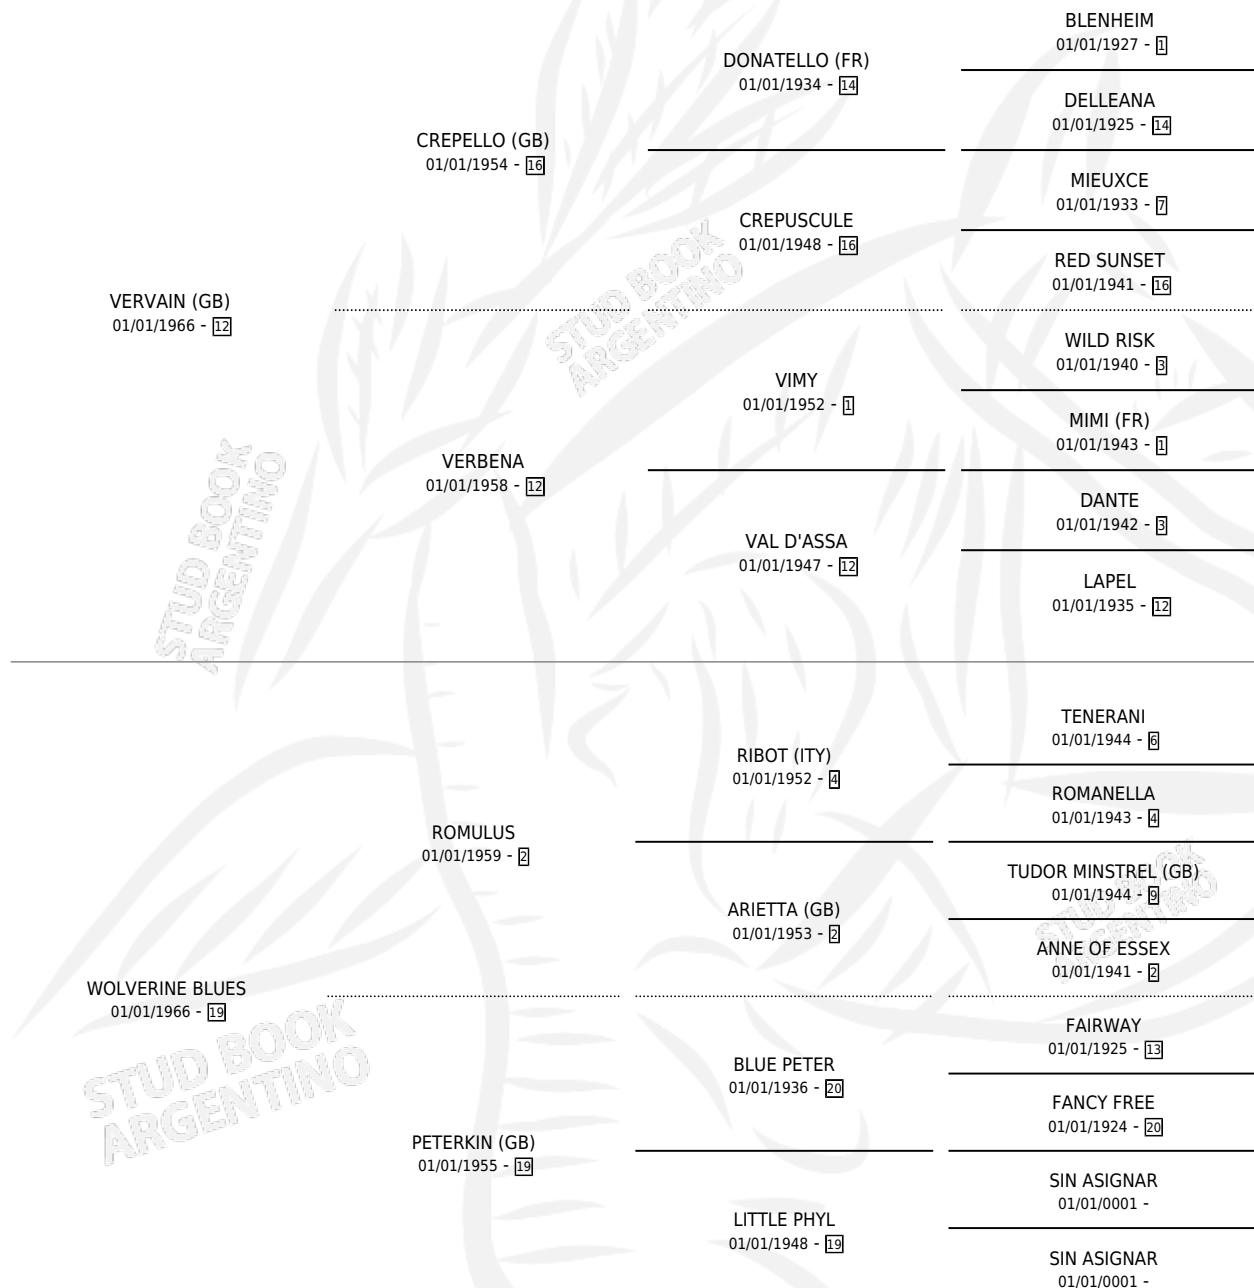 BLENHEIM
01/01/1927 - 1
DONATELLO (FR)
01/01/1934 - 14
DELLEANA
01/01/1925 - 14
CREPELLO (GB)
01/01/1954 - 16
MIEUXCE
01/01/1933 - 7
CREPUSCULE
01/01/1948 - 16
RED SUNSET
01/01/1941 - 16
VERVAIN (GB)
01/01/1966 - 12
STUD BOOK
ARGENTINO
WILD RISK
01/01/1940 - 3
VIMY
01/01/1952 - 1
MIMI (FR)
01/01/1943 - 1
VERBENA
01/01/1958 - 12
DANTE
01/01/1942 - 3
VAL D'ASSA
01/01/1947 - 12
LAPEL
01/01/1935 - 12
STUD BOOK
ARGENTINO
TENERANI
01/01/1944 - 6
RIBOT (ITY)
01/01/1952 - 4
ROMANELLA
01/01/1943 - 4
ROMULUS
01/01/1959 - 2
TUDOR MINSTREL (GB)
01/01/1944 - 9
ARIETTA (GB)
01/01/1953 - 2
STUD BOOK
ARGENTINO
ANNE OF ESSEX
01/01/1941 - 2
WOLVERINE BLUES
01/01/1966 - 19
FAIRWAY
01/01/1925 - 13
BLUE PETER
01/01/1936 - 20
STUD BOOK
ARGENTINO
FANCY FREE
01/01/1924 - 20
PETERKIN (GB)
01/01/1955 - 19
SIN ASIGNAR
01/01/0001 -
LITTLE PHYL
01/01/1948 - 19
SIN ASIGNAR
01/01/0001 -